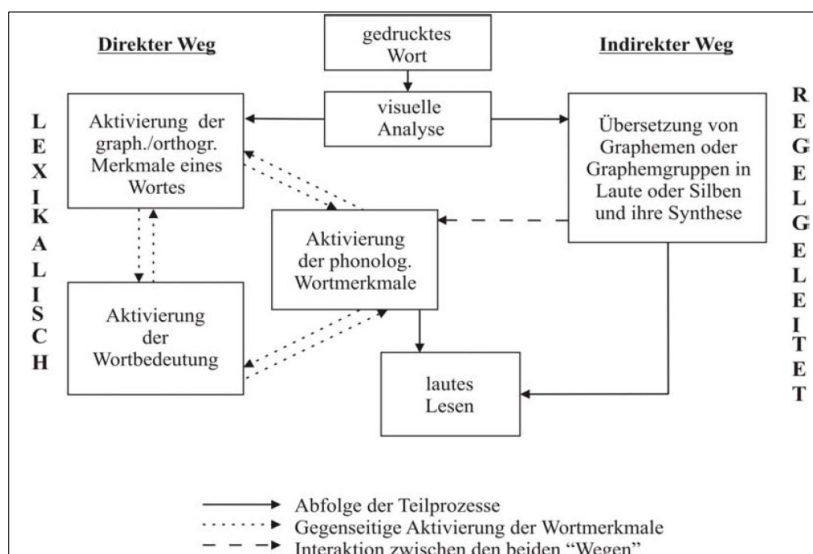 Direkter Weg
gedrucktes
Wort
Indirekter Weg
visuelle
Analyse
LEXIKALISCH
Aktivierung der
graph./orthogr.
Merkmale eines
Wortes
Übersetzung von
Graphemen oder
Graphemgruppen in
Laute oder Silben
und ihre Synthese
REGELGELEITET
Aktivierung
der phonolog.
Wortmerkmale
Aktivierung
der
Wortbedeutung
lautes
Lesen
Abfolge der Teilprozesse
Gegenseitige Aktivierung der Wortmerkmale
Interaktion zwischen den beiden “Wegen”